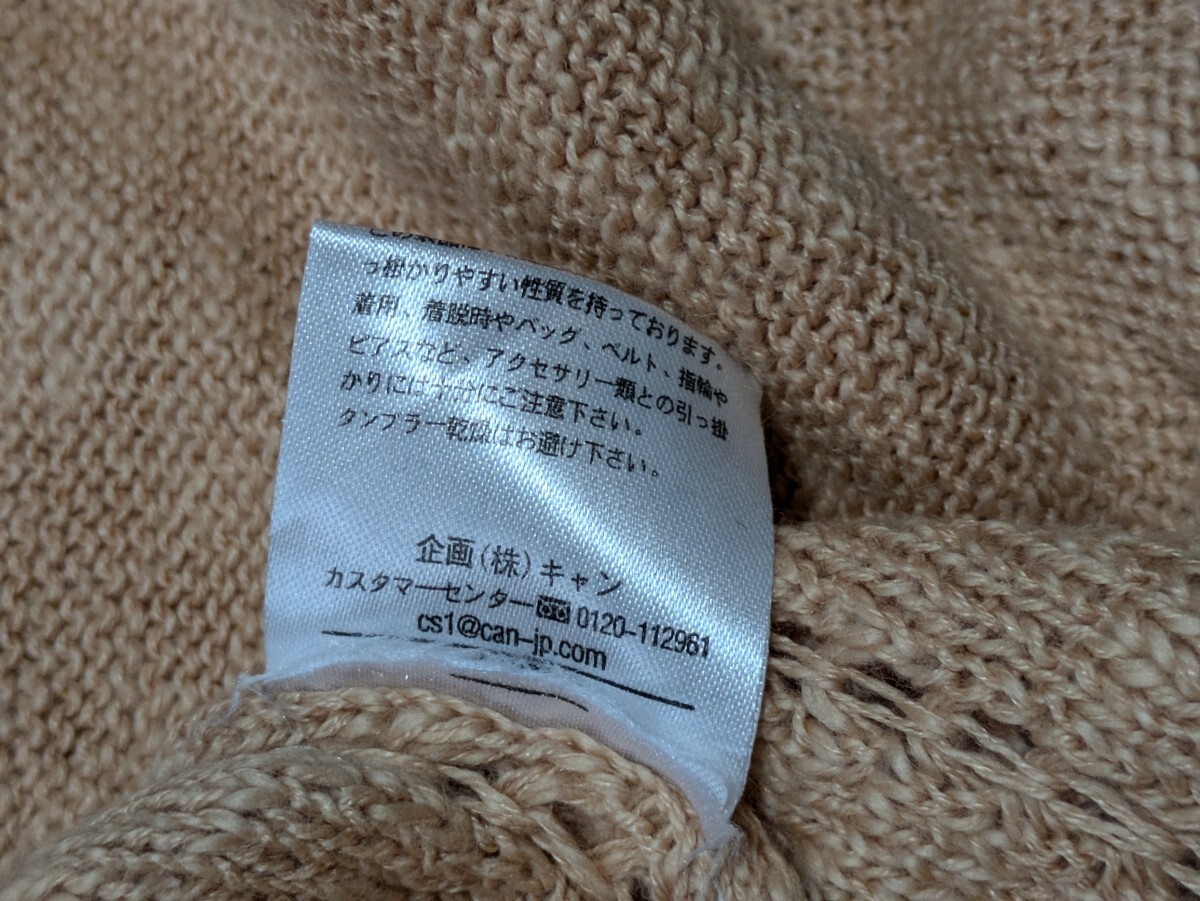 っ掛かりやすい性質を持っております。
着用、着脱時やバッグ、ベルト、指輪や
ピアスなど、アクセサリー類との引っ掛
かりには十分にご注意下さい。
タンブラー乾燥はお避け下さい。
企画(株)キャン
カスタマーセンター 0120-112961
cs1@can-jp.com